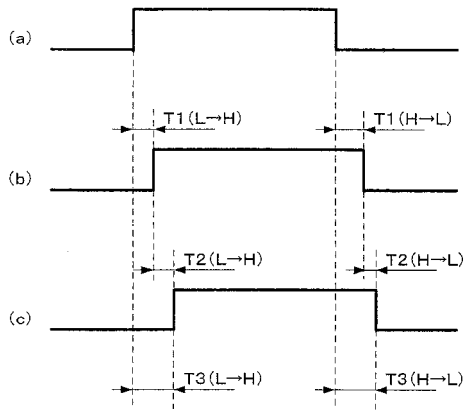 (a)
T1(L→H) T1(H→L)
(b)
T2(L→H) T2(H→L)
(c)
T3(L→H) T3(H→L)